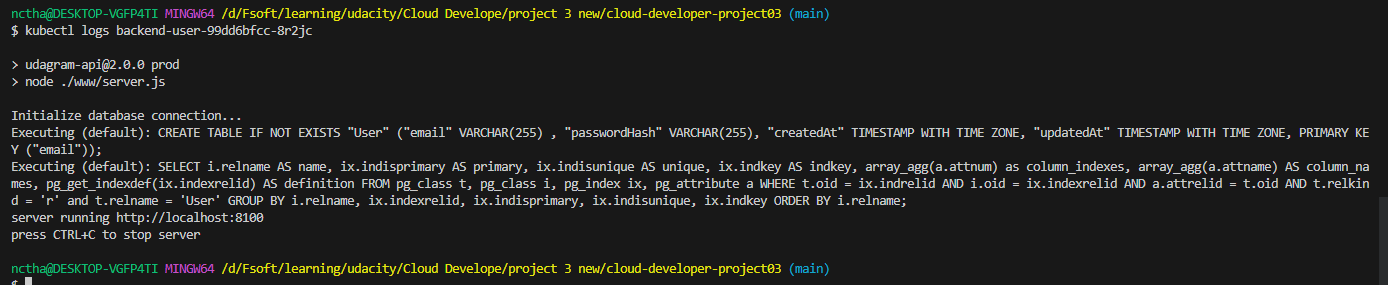 nctha@DESKTOP-VGFP4TI MINGW64 /d/Fsoft/learning/udacity/Cloud Develope/project 3 new/cloud-developer-project03 (main)
$ kubectl logs backend-user-99dd6bfcc-8r2jc
> udagram-api@2.0.0 prod
> node ./www/server.js
Initialize database connection...
Executing (default): CREATE TABLE IF NOT EXISTS "User" ("email" VARCHAR(255) , "passwordHash" VARCHAR(255), "createdAt" TIMESTAMP WITH TIME ZONE, "updatedAt" TIMESTAMP WITH TIME ZONE, PRIMARY KE
Y ("email"));
Executing (default): SELECT i.relname AS name, ix.indisprimary AS primary, ix.indisunique AS unique, ix.indkey AS indkey, array_agg(a.attnum) as column_indexes, array_agg(a.attname) AS column_na
mes, pg_get_indexdef(ix.indexrelid) AS definition FROM pg_class t, pg_class i, pg_index ix, pg_attribute a WHERE t.oid = ix.indrelid AND i.oid = ix.indexrelid AND a.attrelid = t.oid AND t.relkin
d = 'r' and t.relname = 'User' GROUP BY i.relname, ix.indexrelid, ix.indisprimary, ix.indisunique, ix.indkey ORDER BY i.relname;
server running http://localhost:8100
press CTRL+C to stop server
nctha@DESKTOP-VGFP4TI MINGW64 /d/Fsoft/learning/udacity/Cloud Develope/project 3 new/cloud-developer-project03 (main)
$